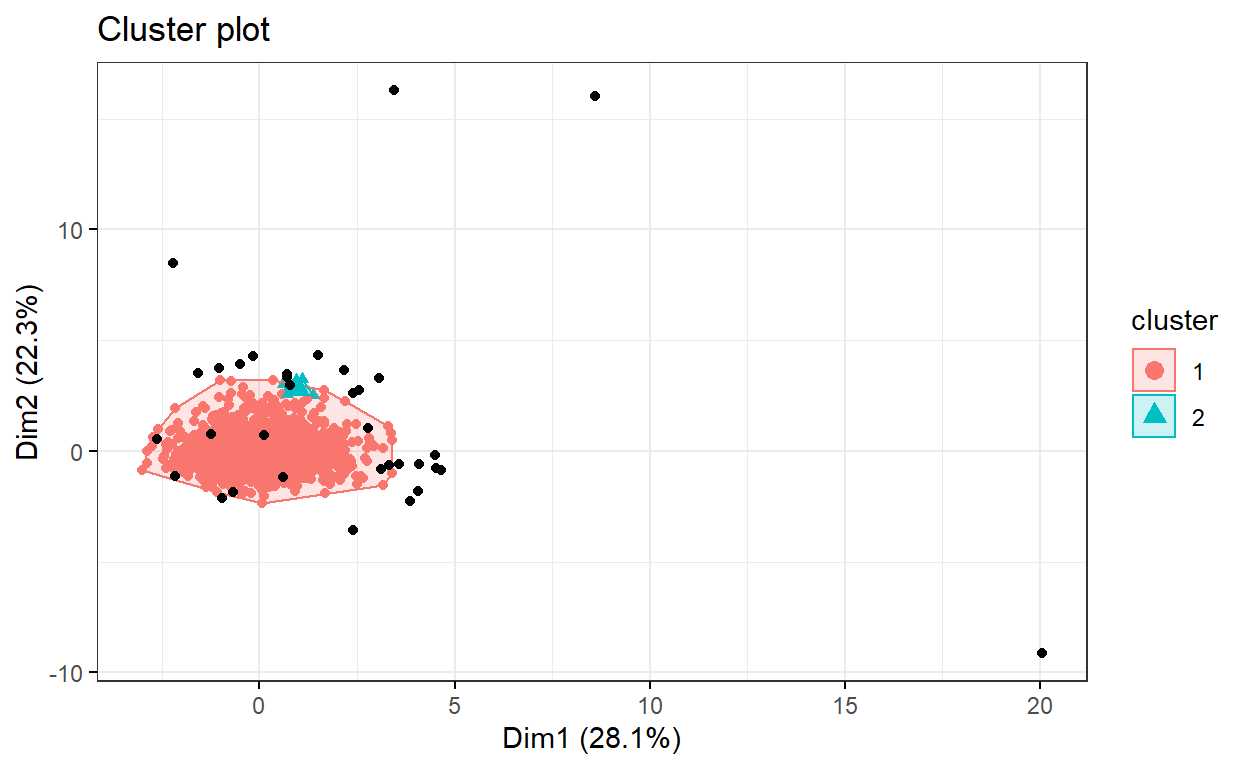 Cluster plot
10
0
-10
Dim2 (22.3%)
0 5 10 15 20
Dim1 (28.1%)
cluster
1
2